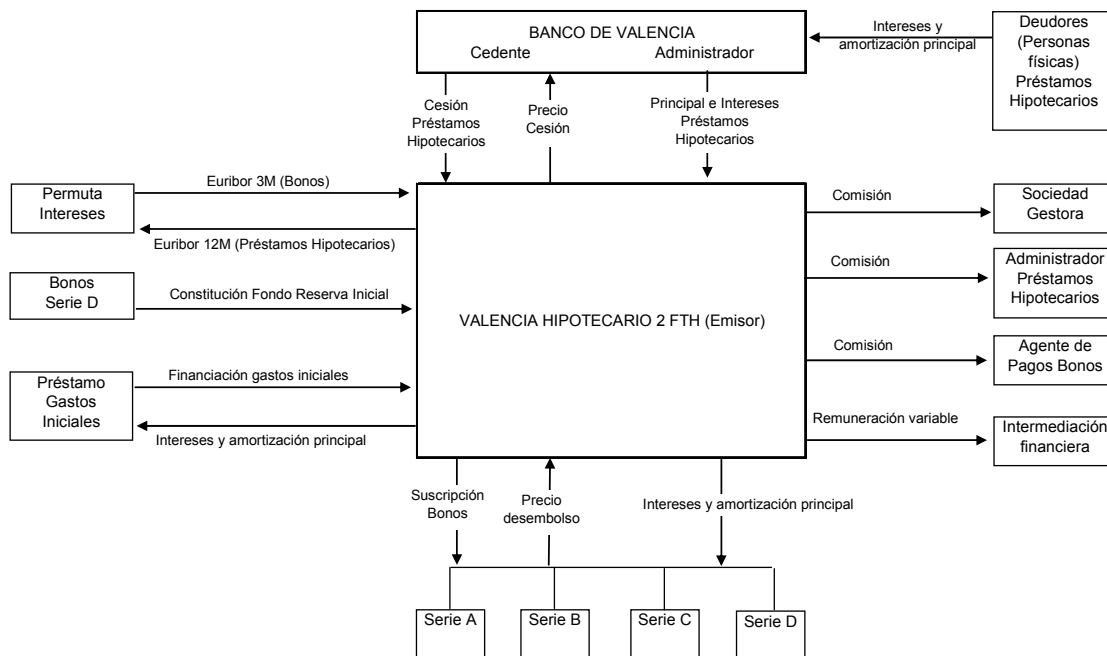 BANCO DE VALENCIA
Cedente
Administrador
Intereses y
amortización principal
Deudores
(Personas
físicas)
Préstamos
Hipotecarios
Cesión
Préstamos
Hipotecarios
Precio
Cesión
Principal e Intereses
Préstamos
Hipotecarios
Permuta
Intereses
Euribor 3M (Bonos)
Euribor 12M (Préstamos Hipotecarios)
Bonos
Serie D
Constitución Fondo Reserva Inicial
Préstamo
Gastos
Iniciales
Financiación gastos iniciales
Intereses y amortización principal
VALENCIA HIPOTECARIO 2 FTH (Emisor)
Comisión
Sociedad
Gestora
Comisión
Administrador
Préstamos
Hipotecarios
Comisión
Agente de
Pagos Bonos
Remuneración variable
Intermediación
financiera
Suscripción
Bonos
Precio
desembolso
Intereses y amortización principal
Serie A
Serie B
Serie C
Serie D